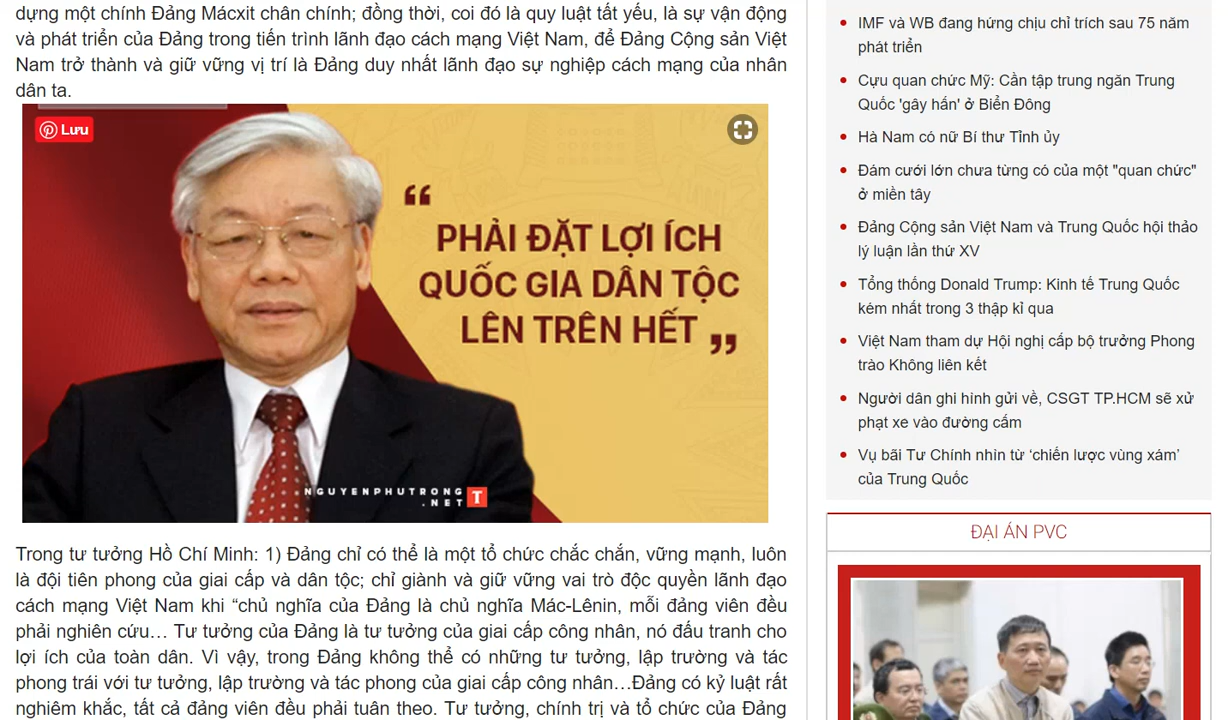 dựng một chính Đảng Mácxit chân chính; đồng thời, coi đó là quy luật tất yếu, là sự vận động
và phát triển của Đảng trong tiến trình lãnh đạo cách mạng Việt Nam, để Đảng Cộng sản Việt
Nam trở thành và giữ vững vị trí là Đảng duy nhất lãnh đạo sự nghiệp cách mạng của nhân
dân ta.
Lưu
“
PHẢI ĐẶT LỢI ÍCH
QUỐC GIA DÂN TỘC
LÊN TRÊN HẾT ”
NGUYENPHUTRONG
.NET T
Trong tư tưởng Hồ Chí Minh: 1) Đảng chỉ có thể là một tổ chức chắc chắn, vững mạnh, luôn
là đội tiên phong của giai cấp và dân tộc; chỉ giành và giữ vững vai trò độc quyền lãnh đạo
cách mạng Việt Nam khi “chủ nghĩa của Đảng là chủ nghĩa Mác-Lênin, mỗi đảng viên đều
phải nghiên cứu… Tư tưởng của Đảng là tư tưởng của giai cấp công nhân, nó đấu tranh cho
lợi ích của toàn dân. Vì vậy, trong Đảng không thể có những tư tưởng, lập trường và tác
phong trái với tư tưởng, lập trường và tác phong của giai cấp công nhân…Đảng có kỷ luật rất
nghiêm khắc, tất cả đảng viên đều phải tuân theo. Tư tưởng, chính trị và tổ chức của Đảng
IMF và WB đang hứng chịu chỉ trích sau 75 năm
phát triển
Cựu quan chức Mỹ: Cần tập trung ngăn Trung
Quốc 'gây hấn' ở Biển Đông
Hà Nam có nữ Bí thư Tỉnh ủy
Đám cưới lớn chưa từng có của một "quan chức"
ở miền tây
Đảng Cộng sản Việt Nam và Trung Quốc hội thảo
lý luận lần thứ XV
Tổng thống Donald Trump: Kinh tế Trung Quốc
kém nhất trong 3 thập kỉ qua
Việt Nam tham dự Hội nghị cấp bộ trưởng Phong
trào Không liên kết
Người dân ghi hình gửi về, CSGT TP.HCM sẽ xử
phạt xe vào đường cấm
Vụ bãi Tư Chính nhìn từ ‘chiến lược vùng xám’
của Trung Quốc
ĐẠI ÁN PVC